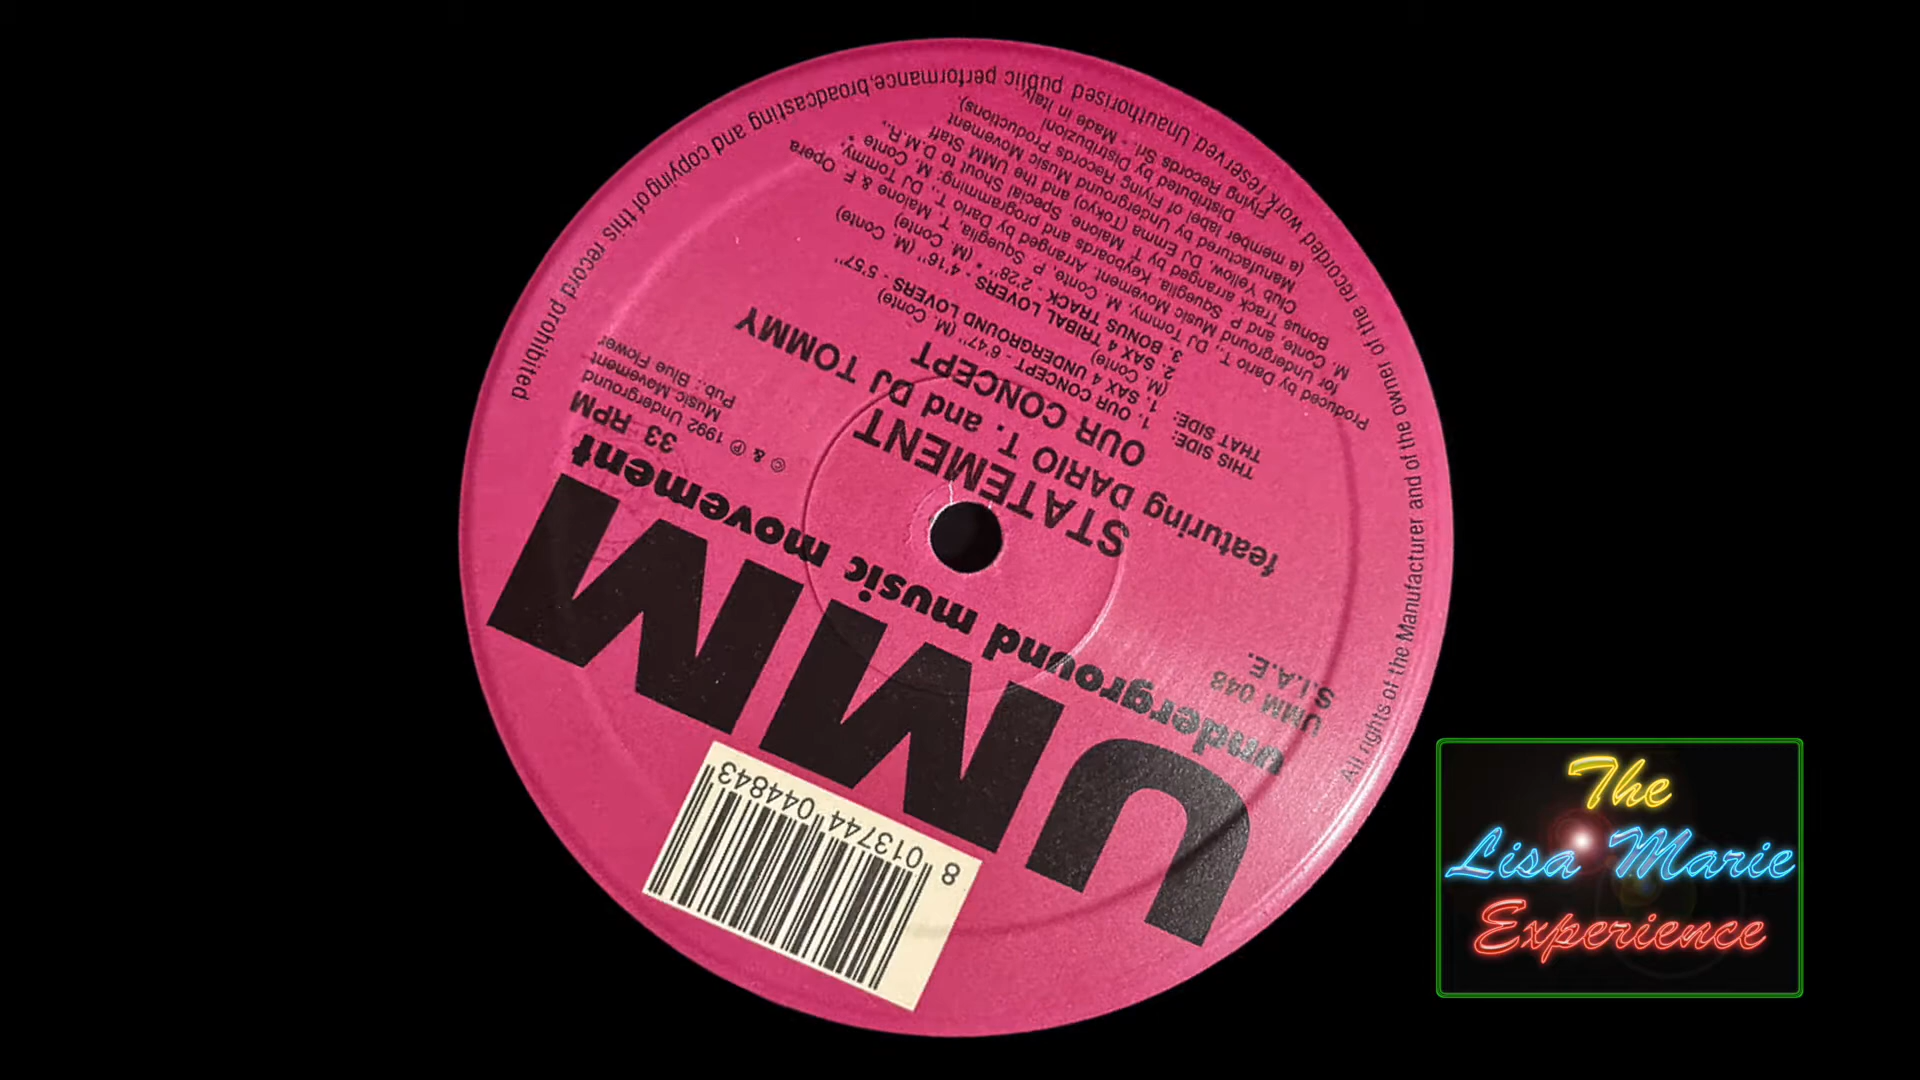 UMM
underground music movement
UMM 048
S.I.A.E.
33 RPM
© & ℗ 1992 Underground
Music Movement
Pub.: Blue Flower
STATEMENT
featuring DARIO T. and DJ TOMMY
OUR CONCEPT
THIS SIDE: 1. OUR CONCEPT - 6'47" (M. Conte)
THAT SIDE: 1. SAX 4 UNDERGROUND LOVERS - 5'57"
(M. Conte)
2. SAX 4 TRIBAL LOVERS - 4'16" (M. Conte)
3. BONUS TRACK - 2'28" • (M. Conte)
Produced by Dario T., DJ Tommy, M. Conte, P. Squeglia, T. Maione & F. Opera
for Underground Music Movement. Arranged by Dario T., DJ Tommy,
M. Conte, and P. Squeglia. Keyboards and programming: M. Conte •
Bonus Track arranged by T. Maione. Special Shout to D.M.R.,
Club Yellow, DJ Emma (Tokyo) and the UMM Staff
(Manufactured by Underground Music Movement
(a member label of Flying Records Productions).
Distributed by Distribuzioni
Flying Records Srl. - Made in Italy
All rights of the Manufacturer and of the owner of the recorded work reserved. Unauthorised public performance, broadcasting and copying of this record prohibited
8 013744 044843
The
Lisa Marie
Experience